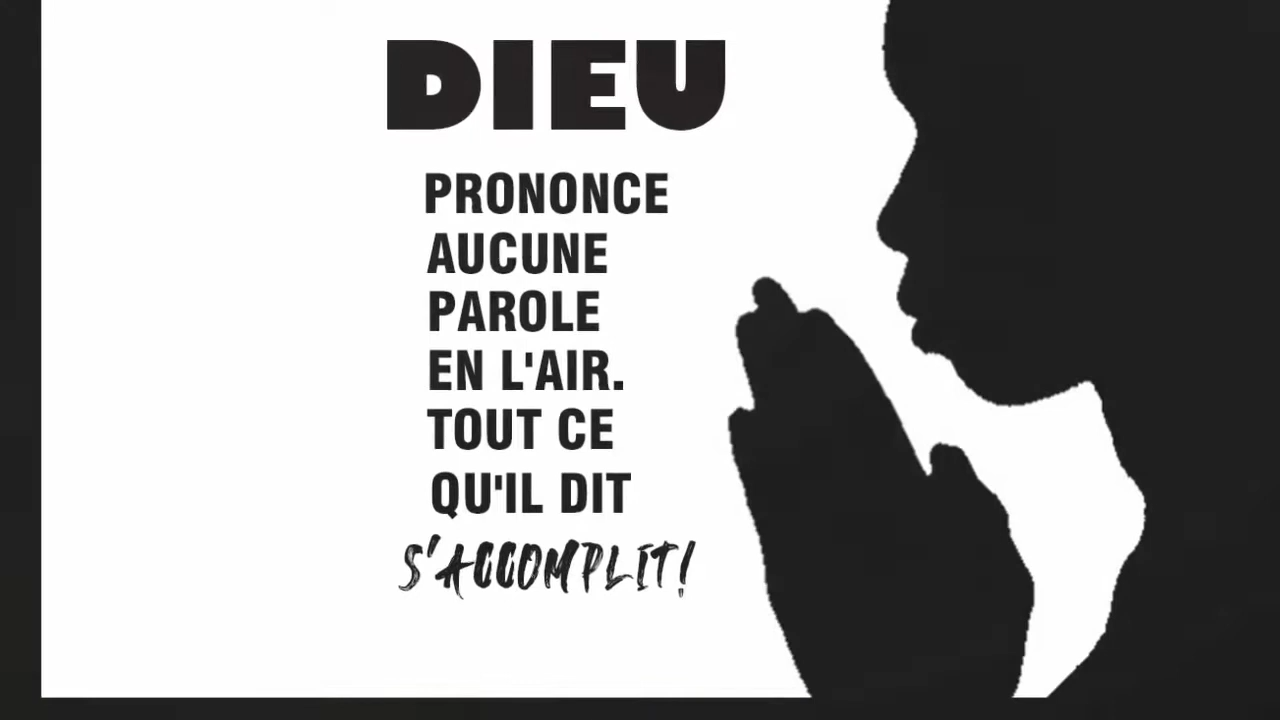 DIEU
PRONONCE
AUCUNE
PAROLE
EN L'AIR.
TOUT CE
QU'IL DIT
S'ACCOMPLIT!